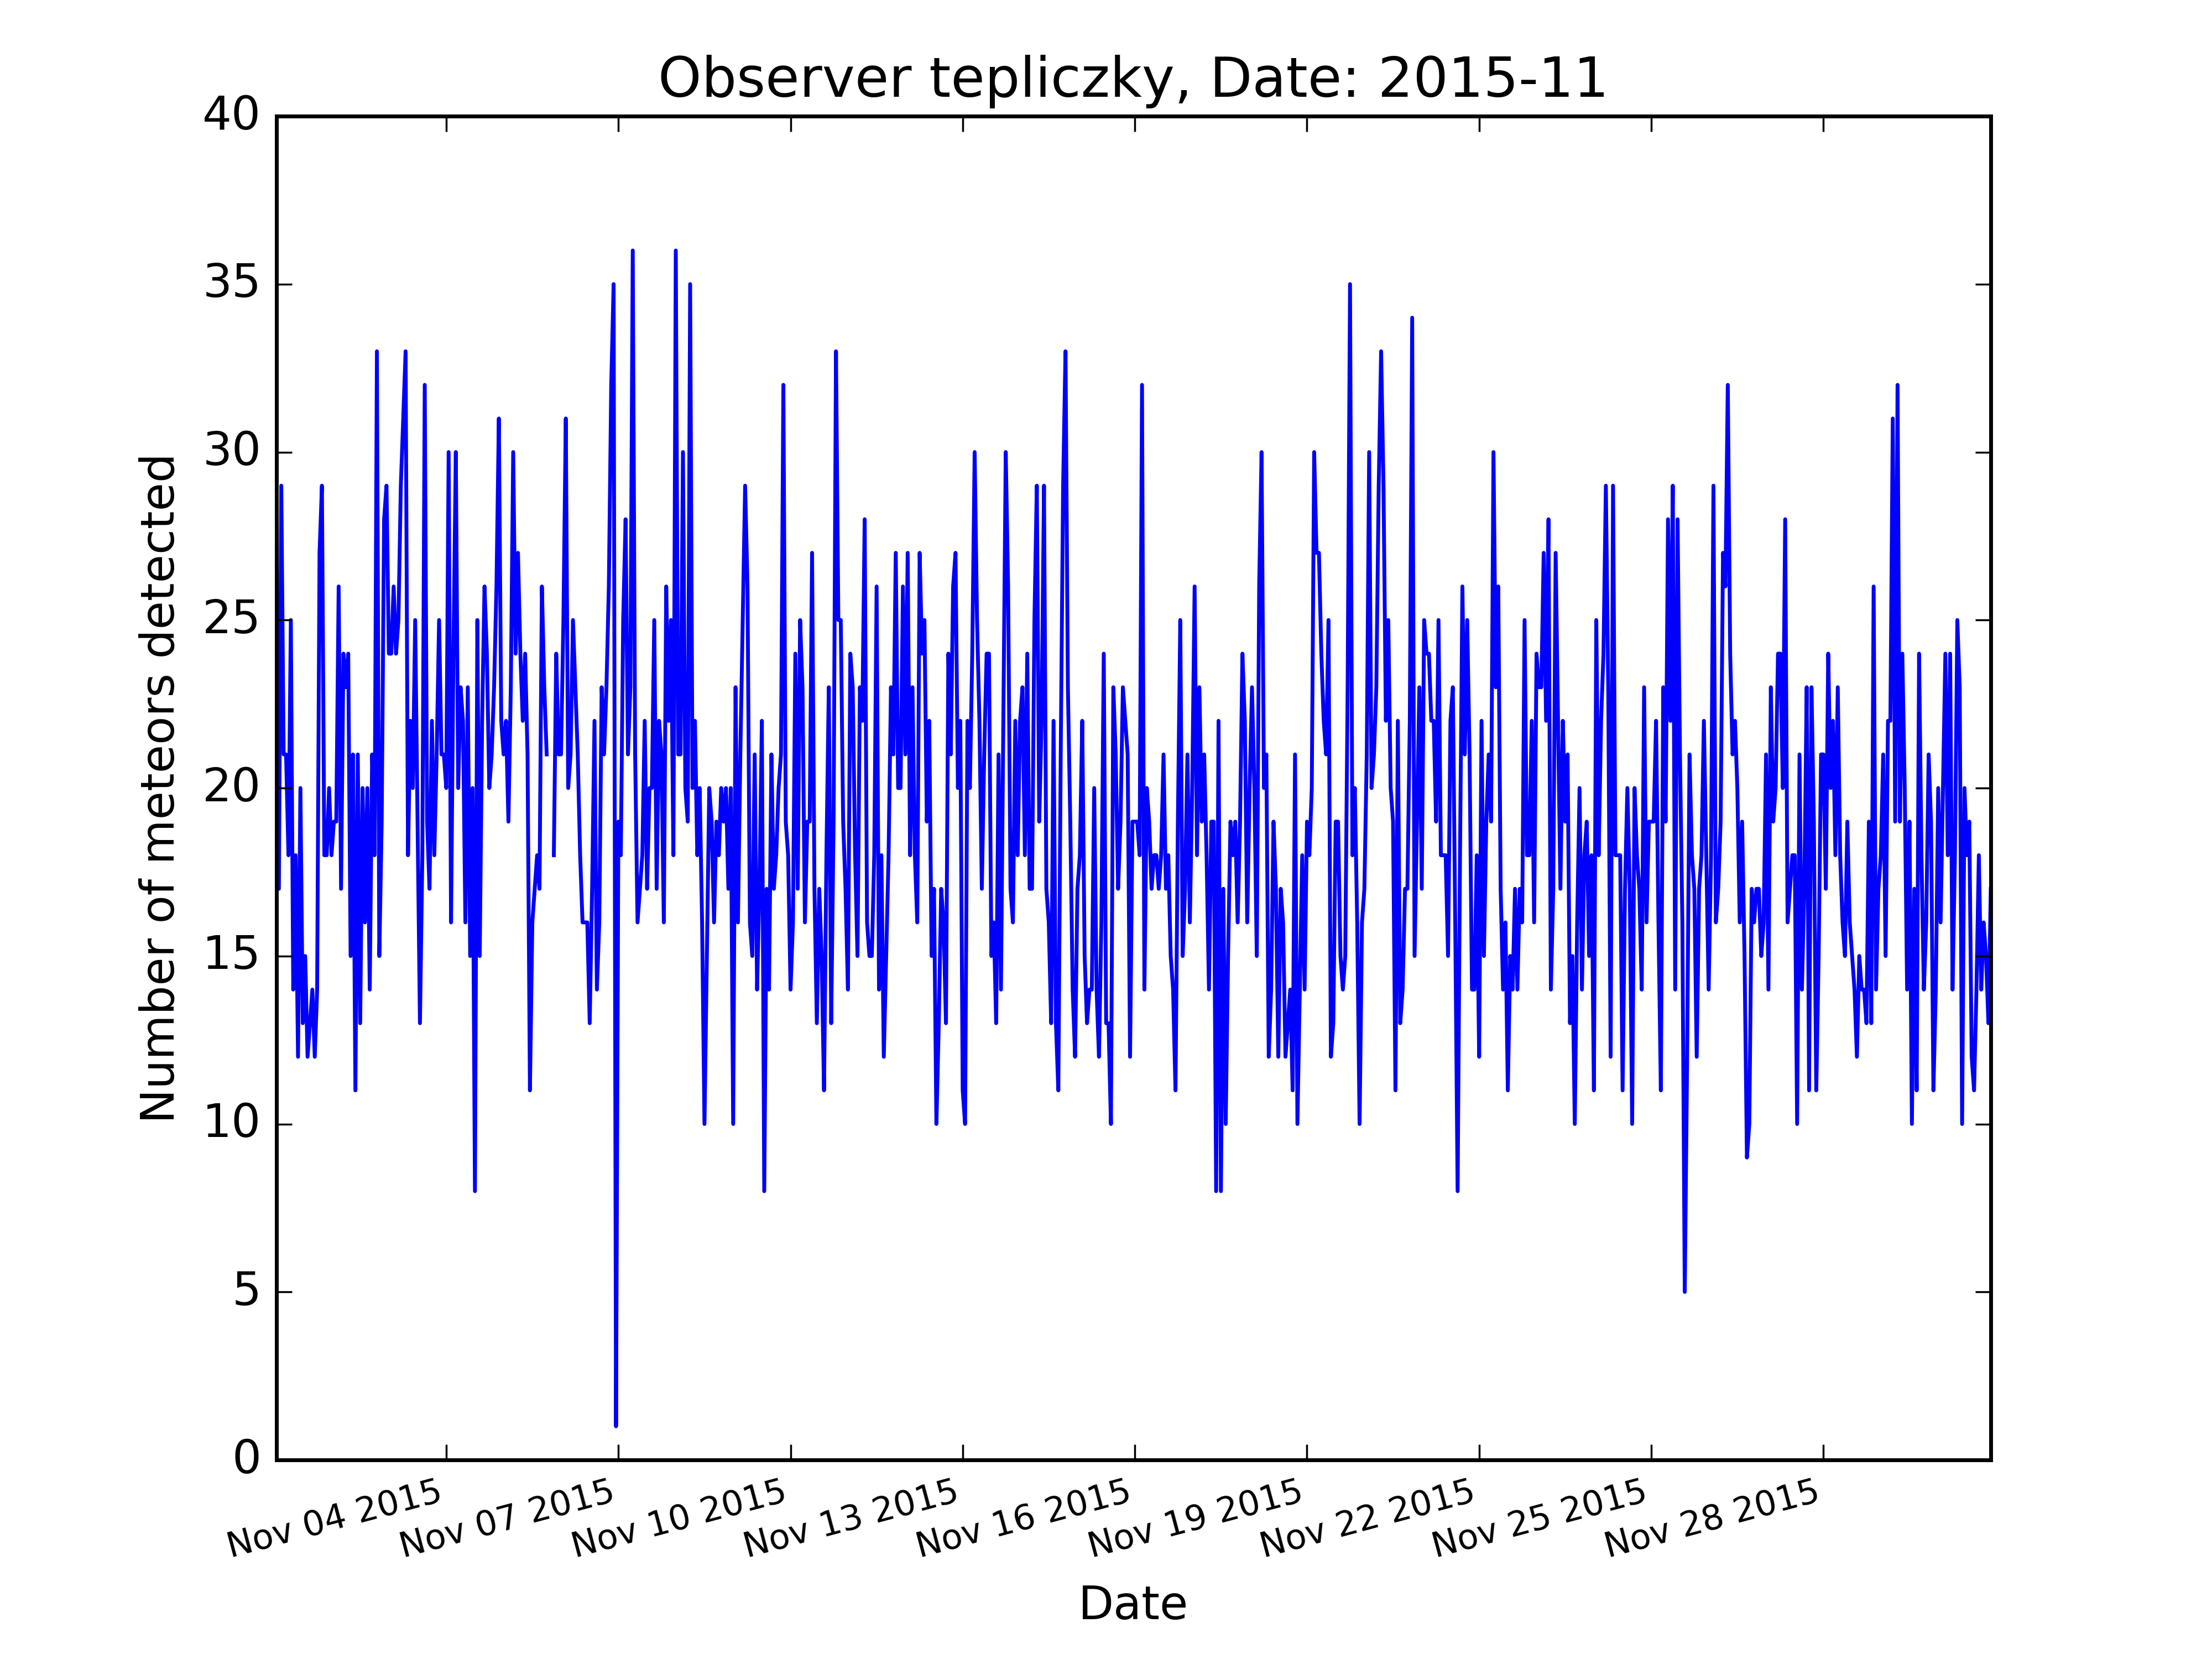 Observer tepliczky, Date: 2015-11
Number of meteors detected
40
35
30
25
20
15
10
5
0
Nov 04 2015
Nov 07 2015
Nov 10 2015
Nov 13 2015
Nov 16 2015
Nov 19 2015
Nov 22 2015
Nov 25 2015
Nov 28 2015
Date